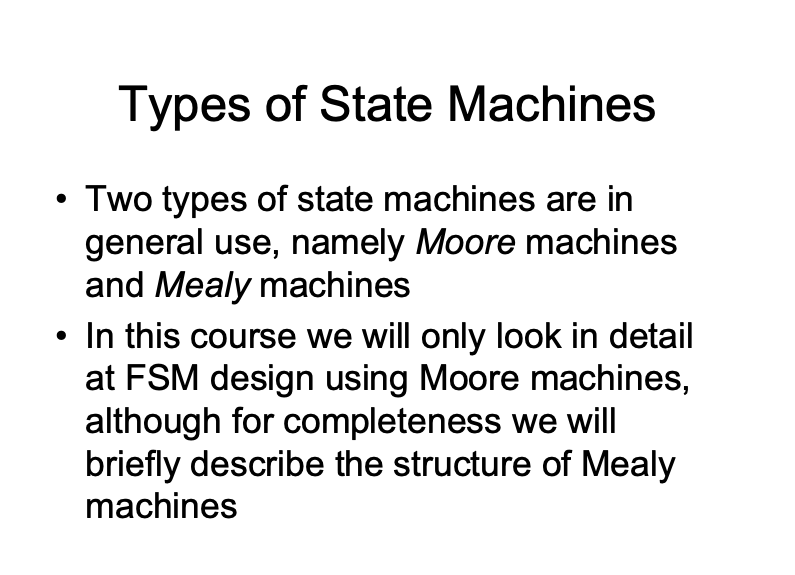 Types of State Machines
• Two types of state machines are in
general use, namely Moore machines
and Mealy machines
• In this course we will only look in detail
at FSM design using Moore machines,
although for completeness we will
briefly describe the structure of Mealy
machines